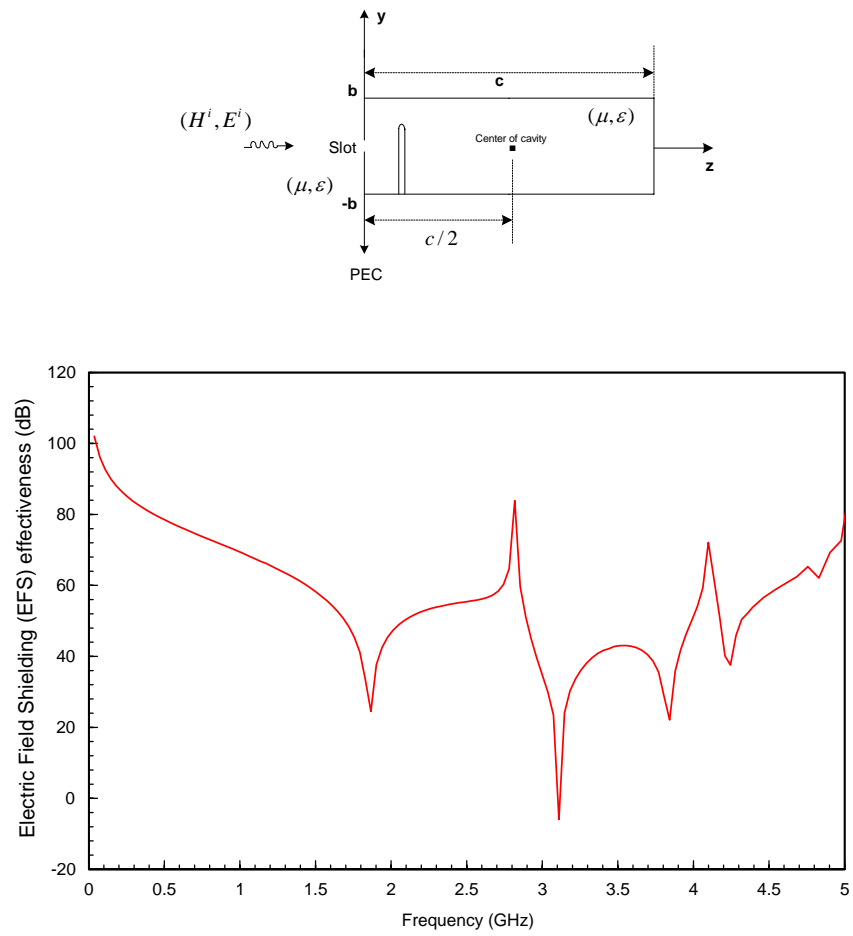 y
c
b
(H^i, E^i)
(μ, ε)
Center of cavity
Slot
z
(μ, ε)
-b
c / 2
PEC
120
100
80
60
40
20
0
-20
Electric Field Shielding (EFS) effectiveness (dB)
0 0.5 1 1.5 2 2.5 3 3.5 4 4.5 5
Frequency (GHz)